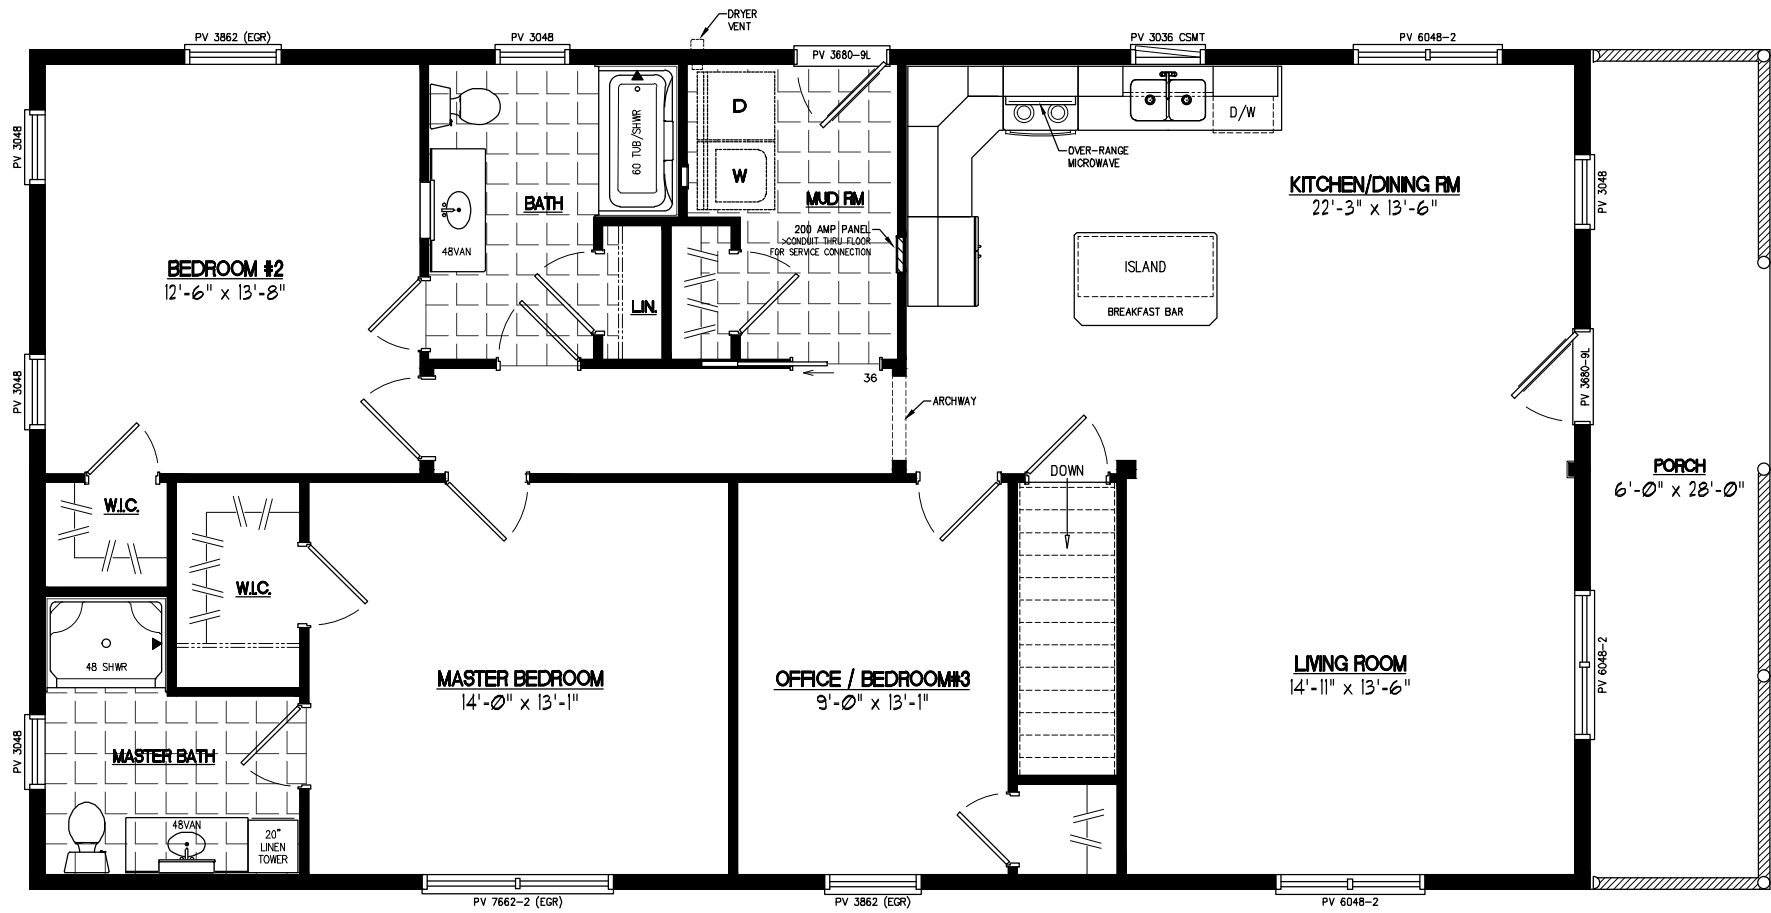 DRYER
VENT
PV 3862 (EGR)
PV 3048
PV 3680-9L
PV 3036 CSMT
PV 6048-2
PV 3048
60 TUB/SHWR
D
W
D/W
OVER-RANGE
MICROWAVE
KITCHEN/DINING RM
22'-3" x 13'-6"
PV 3048
BATH
MUD RM
200 AMP PANEL
>CONDUIT THRU FLOOR
FOR SERVICE CONNECTION
48VAN
BEDROOM #2
12'-6" x 13'-8"
LIN.
ISLAND
BREAKFAST BAR
PV 3048
36
ARCHWAY
PV 3680-9L
DOWN
PORCH
6'-0" x 28'-0"
W.I.C.
W.I.C.
48 SHWR
MASTER BEDROOM
14'-0" x 13'-1"
OFFICE / BEDROOM#3
9'-0" x 13'-1"
LIVING ROOM
14'-11" x 13'-6"
PV 6048-2
PV 3048
MASTER BATH
48VAN
20"
LINEN
TOWER
PV 7662-2 (EGR)
PV 3862 (EGR)
PV 6048-2